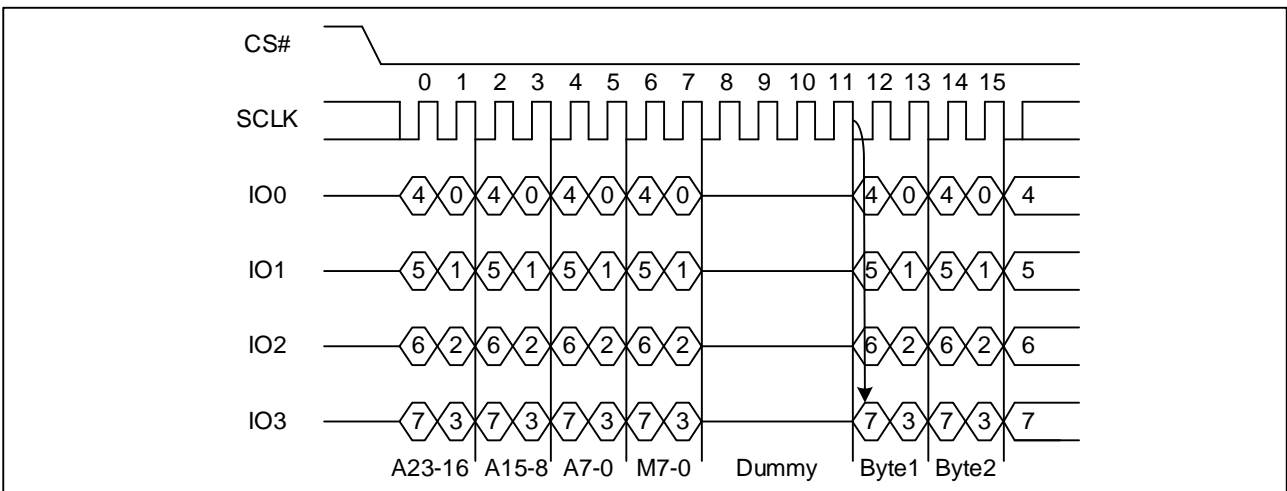 CS#
0 1 2 3 4 5 6 7 8 9 10 11 12 13 14 15
SCLK
IO0 4 0 4 0 4 0 4 0 4 0 4 0 4
IO1 5 1 5 1 5 1 5 1 5 1 5 1 5
IO2 6 2 6 2 6 2 6 2 6 2 6 2 6
IO3 7 3 7 3 7 3 7 3 7 3 7 3 7
A23-16 A15-8 A7-0 M7-0 Dummy Byte1 Byte2